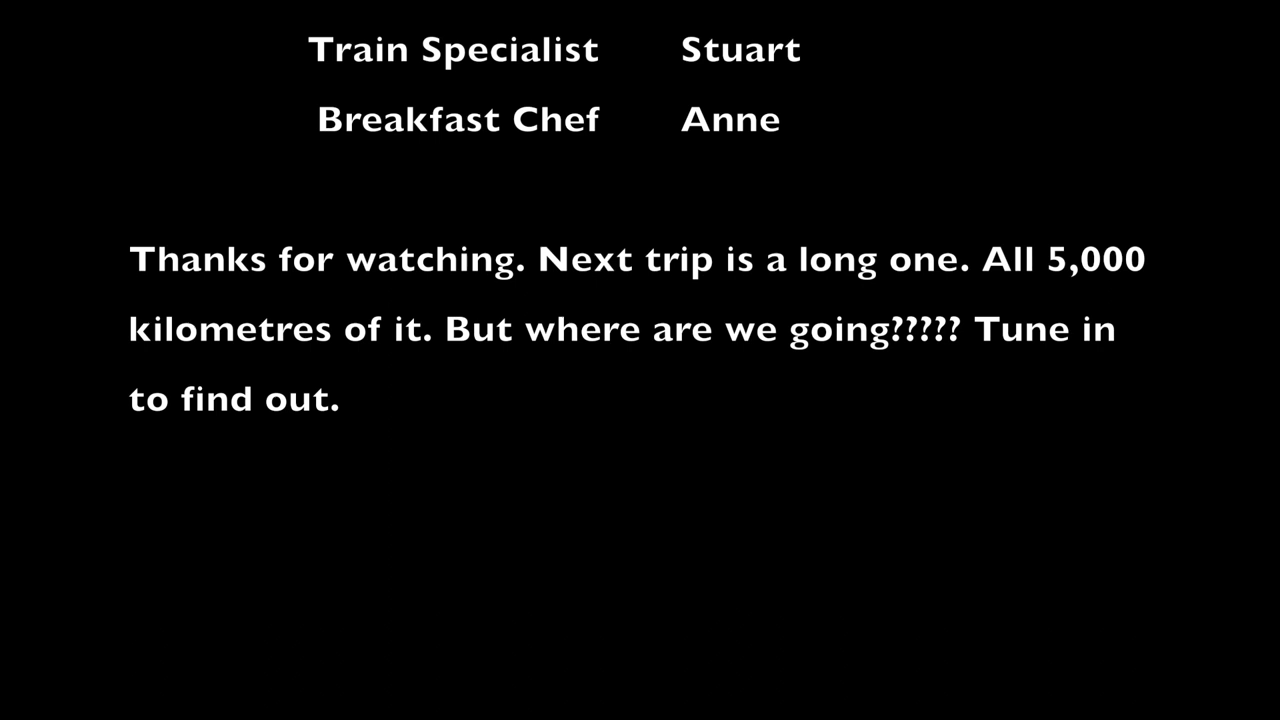 Train Specialist Stuart
Breakfast Chef Anne
Thanks for watching. Next trip is a long one. All 5,000
kilometres of it. But where are we going????? Tune in
to find out.